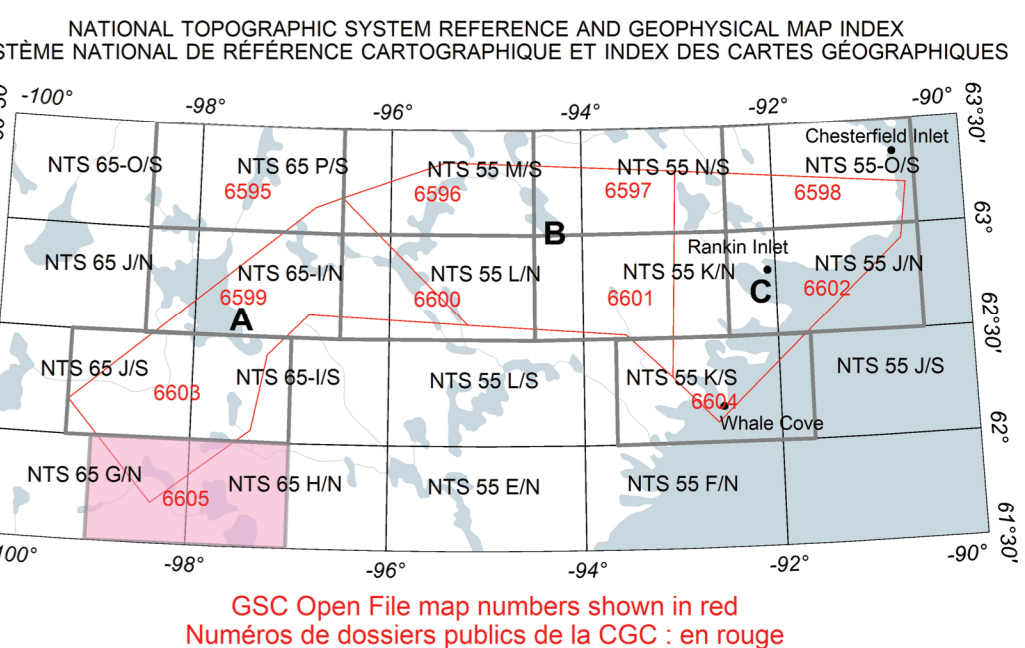 NATIONAL TOPOGRAPHIC SYSTEM REFERENCE AND GEOPHYSICAL MAP INDEX
STÈME NATIONAL DE RÉFÉRENCE CARTOGRAPHIQUE ET INDEX DES CARTES GÉOGRAPHIQUES
-100° -98° -96° -94° -92° -90°
63°30'
Chesterfield Inlet
NTS 65-O/S NTS 65 P/S NTS 55 M/S NTS 55 N/S NTS 55-O/S
6595 6596 6597 6598
63°
B
Rankin Inlet
NTS 65 J/N NTS 65-I/N NTS 55 L/N NTS 55 K/N NTS 55 J/N
6599 6600 6601 C 6602
A
62°30'
NTS 65 J/S NTS 65-I/S NTS 55 L/S NTS 55 K/S NTS 55 J/S
6603 6604
Whale Cove
62°
NTS 65 G/N NTS 65 H/N NTS 55 E/N NTS 55 F/N
6605
61°30'
100° -98° -96° -94° -92° -90°
GSC Open File map numbers shown in red
Numéros de dossiers publics de la CGC : en rouge